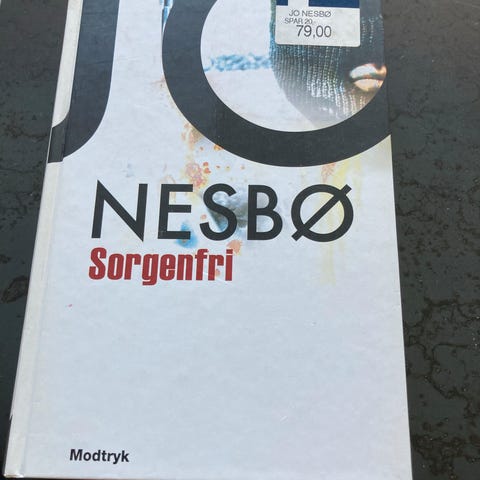 JO
JO NESBØ
SPAR 20.-
79,00
NESBØ
Sorgenfri
Modtryk